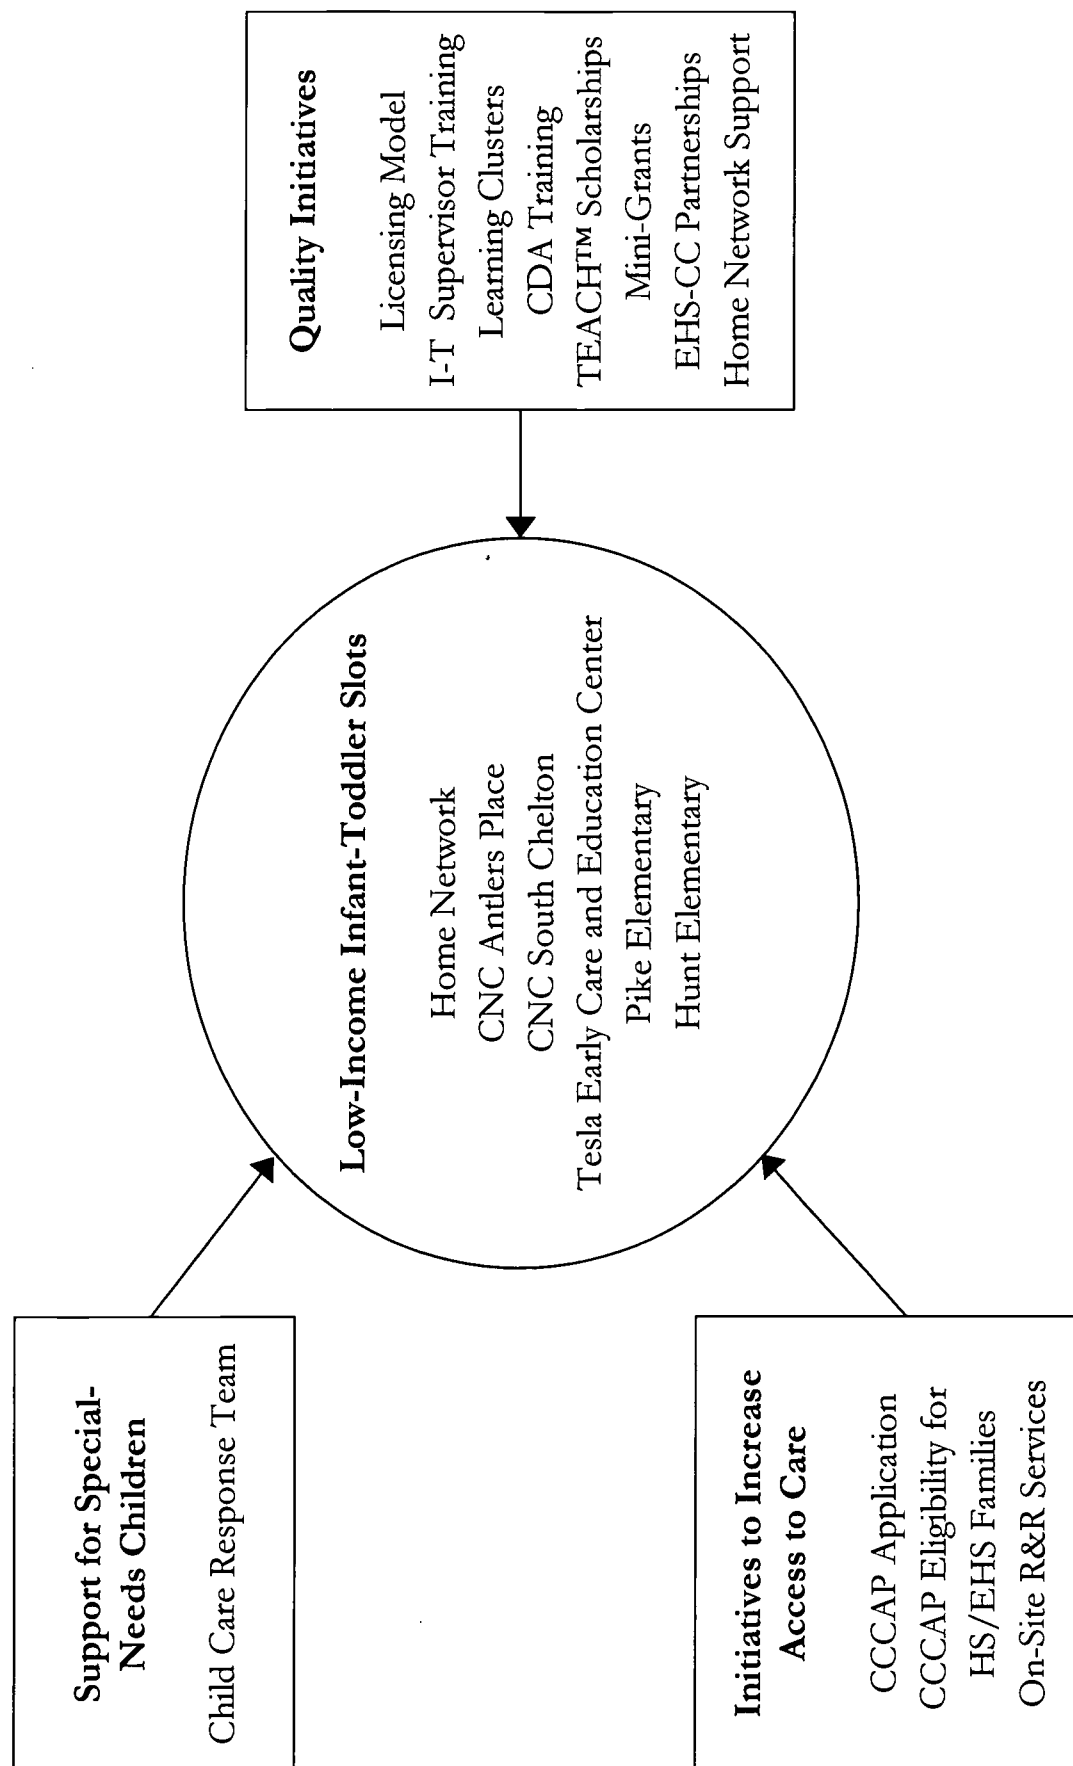 Support for Special-
Needs Children
Child Care Response Team
Initiatives to Increase
Access to Care
CCCAP Application
CCCAP Eligibility for
HS/EHS Families
On-Site R&R Services
Low-Income Infant-Toddler Slots
Home Network
CNC Antlers Place
CNC South Chelton
Tesla Early Care and Education Center
Pike Elementary
Hunt Elementary
Quality Initiatives
Licensing Model
I-T Supervisor Training
Learning Clusters
CDA Training
TEACH™ Scholarships
Mini-Grants
EHS-CC Partnerships
Home Network Support